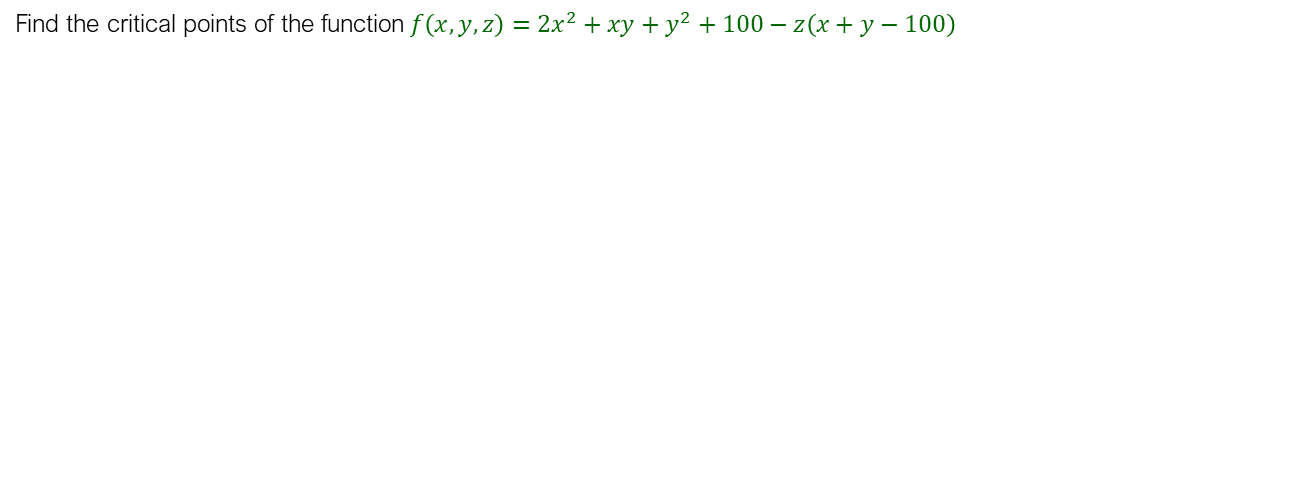 Find the critical points of the function f(x, y, z) = 2x² + xy + y² + 100 − z(x + y − 100)